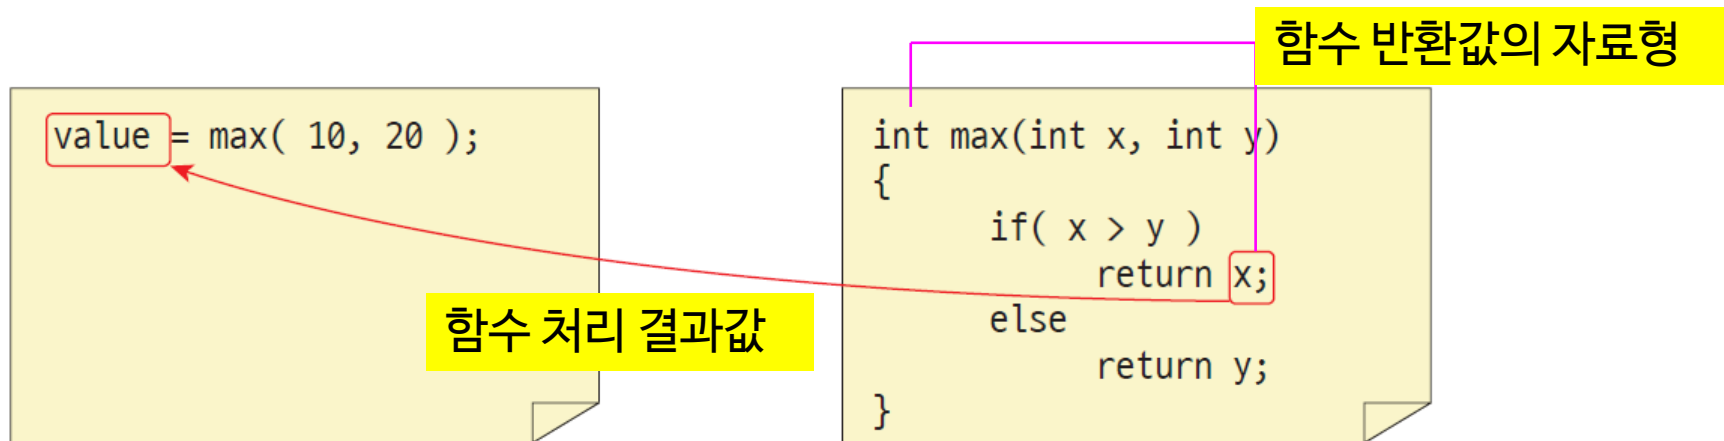 함수 반환값의 자료형
value = max( 10, 20 );
함수 처리 결과값
int max(int x, int y)
{
if( x > y )
return x;
else
return y;
}